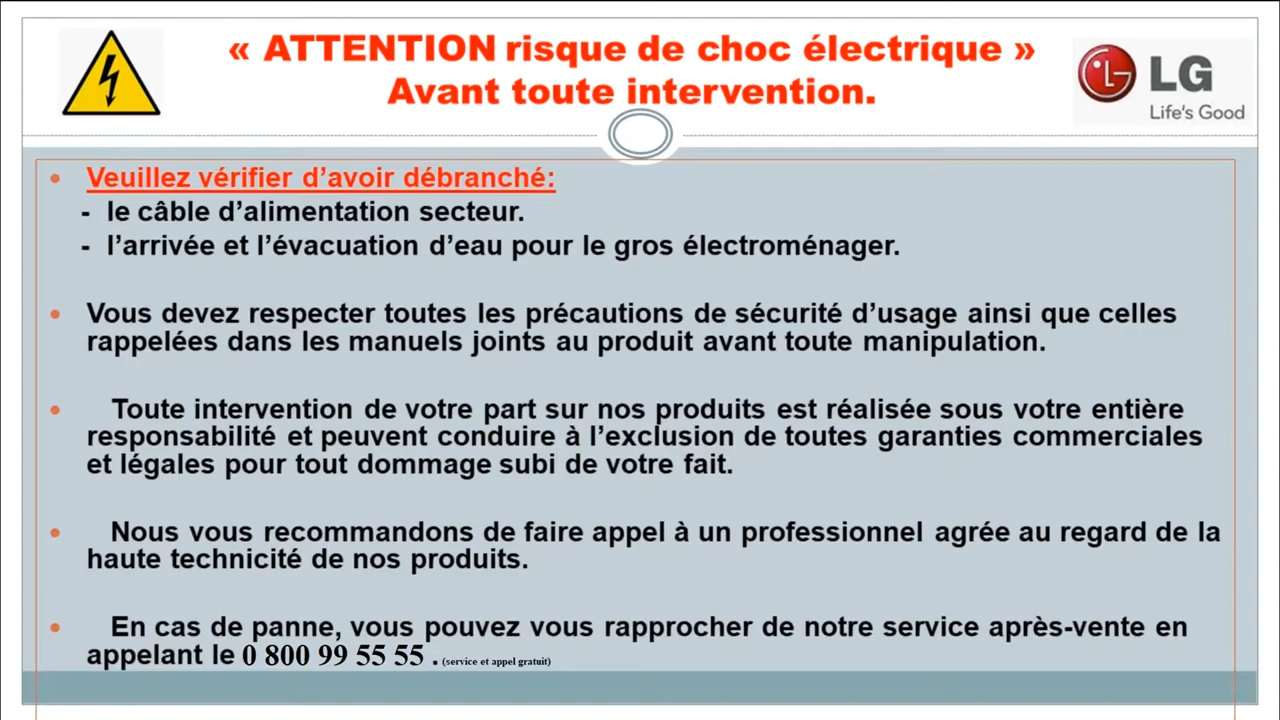 « ATTENTION risque de choc électrique »
Avant toute intervention.
LG
Life's Good
• Veuillez vérifier d’avoir débranché:
- le câble d’alimentation secteur.
- l’arrivée et l’évacuation d’eau pour le gros électroménager.
• Vous devez respecter toutes les précautions de sécurité d’usage ainsi que celles
rappelées dans les manuels joints au produit avant toute manipulation.
• Toute intervention de votre part sur nos produits est réalisée sous votre entière
responsabilité et peuvent conduire à l’exclusion de toutes garanties commerciales
et légales pour tout dommage subi de votre fait.
• Nous vous recommandons de faire appel à un professionnel agrée au regard de la
haute technicité de nos produits.
• En cas de panne, vous pouvez vous rapprocher de notre service après-vente en
appelant le 0 800 99 55 55 . (service et appel gratuit)